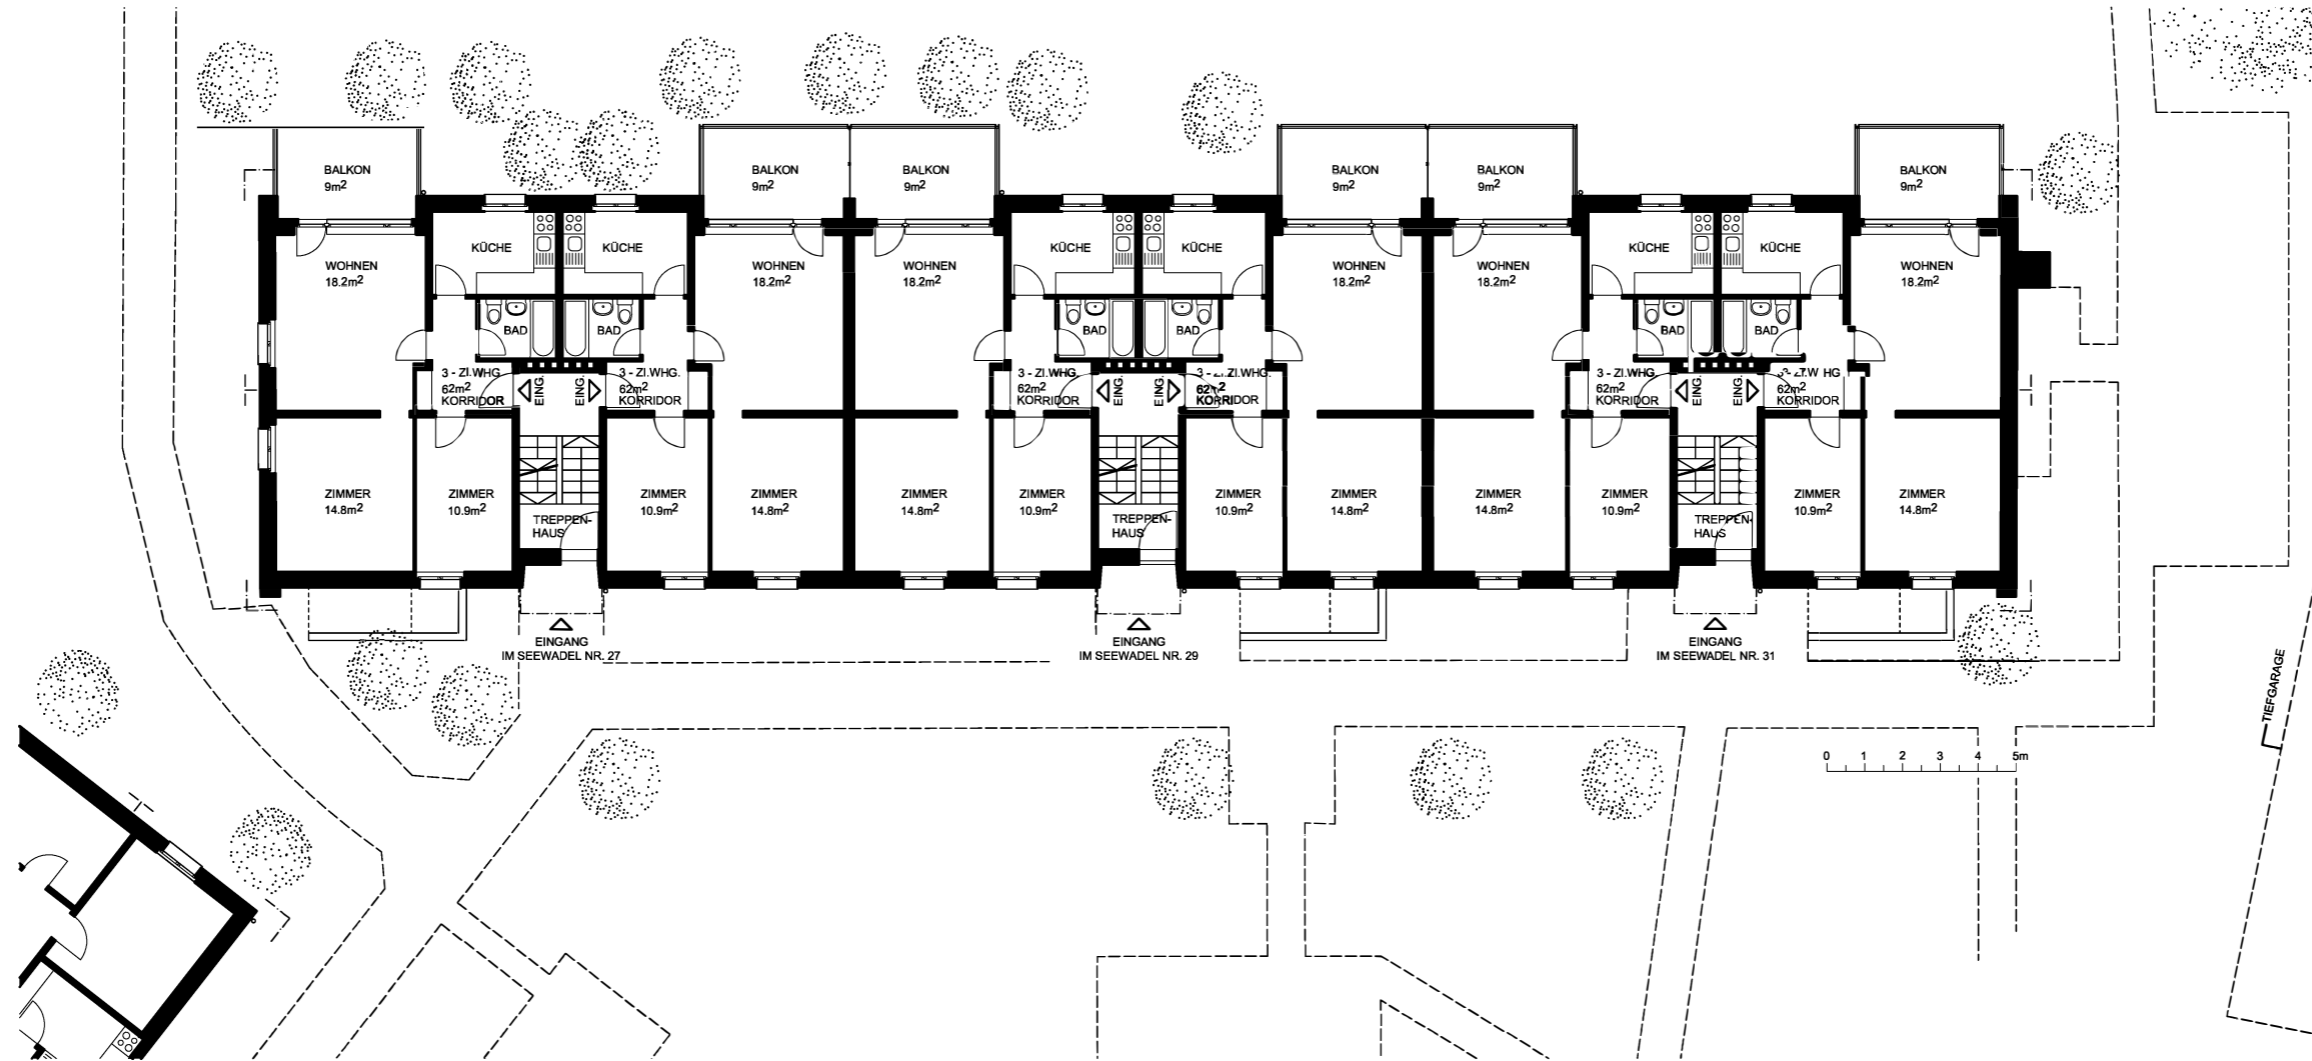 BALKON
9m²
BALKON
9m²
BALKON
9m²
BALKON
9m²
BALKON
9m²
BALKON
9m²
KÜCHE
KÜCHE
KÜCHE
KÜCHE
KÜCHE
KÜCHE
WOHNEN
18.2m²
WOHNEN
18.2m²
WOHNEN
18.2m²
WOHNEN
18.2m²
WOHNEN
18.2m²
WOHNEN
18.2m²
BAD
BAD
BAD
BAD
BAD
BAD
3 - ZI.WHG.
62m²
KORRIDOR
EING.
EING.
3 - ZI.WHG.
62m²
KORRIDOR
3 - ZI.WHG.
62m²
KORRIDOR
EING.
EING.
3 - ZI.WHG.
62m²
KORRIDOR
3 - ZI.WHG.
62m²
KORRIDOR
EING.
EING.
62m²
KORRIDOR
ZIMMER
14.8m²
ZIMMER
10.9m²
ZIMMER
10.9m²
ZIMMER
14.8m²
ZIMMER
14.8m²
ZIMMER
10.9m²
ZIMMER
10.9m²
ZIMMER
14.8m²
ZIMMER
14.8m²
ZIMMER
10.9m²
ZIMMER
10.9m²
ZIMMER
14.8m²
TREPPEN-
HAUS
TREPPEN-
HAUS
TREPPEN-
HAUS
EINGANG
IM SEEWADEL NR. 27
EINGANG
IM SEEWADEL NR. 29
EINGANG
IM SEEWADEL NR. 31
TIEFGARAGE
0 1 2 3 4 5m